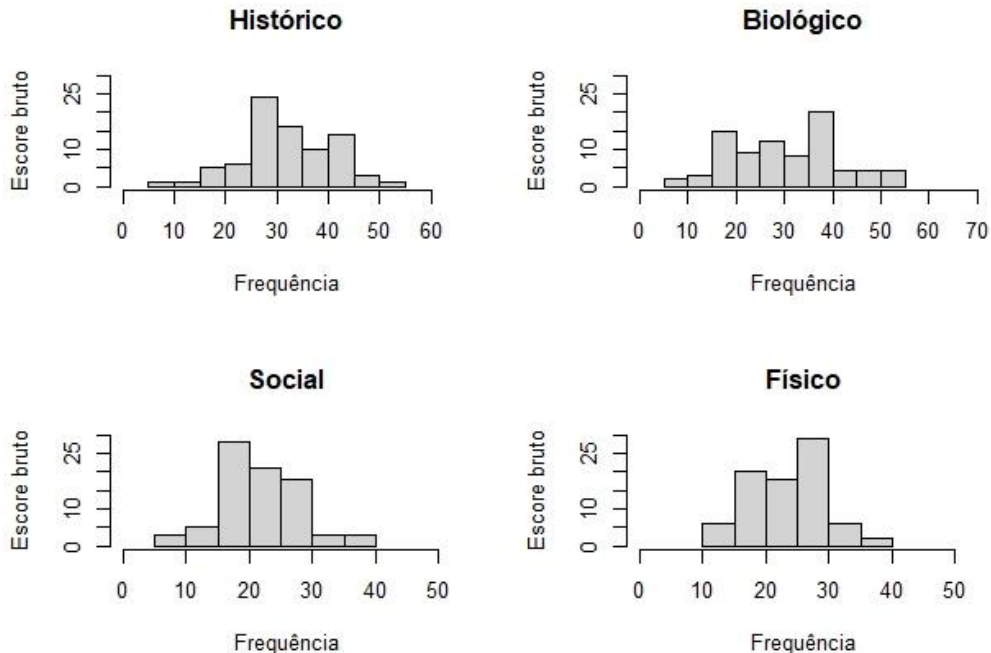 Histórico
Escore bruto
0 10 25
0 10 20 30 40 50 60
Frequência
Biológico
Escore bruto
0 10 25
0 10 20 30 40 50 60 70
Frequência
Social
Escore bruto
0 10 25
0 10 20 30 40 50
Frequência
Físico
Escore bruto
0 10 25
0 10 20 30 40 50
Frequência